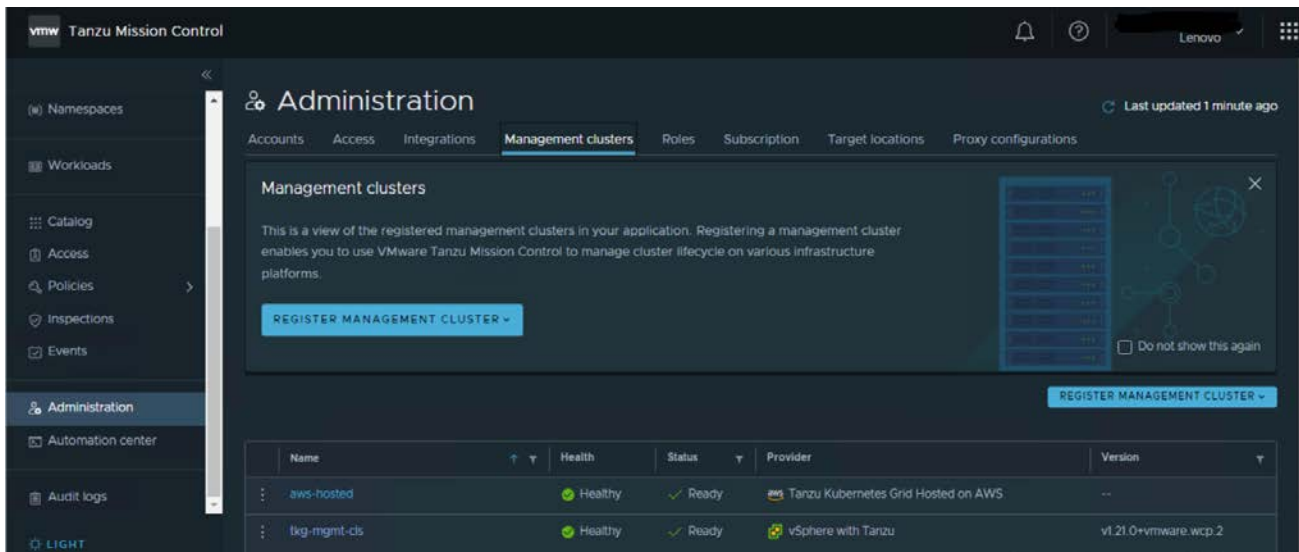 vmw Tanzu Mission Control
Lenovo
Namespaces
Workloads
Catalog
Access
Policies
Inspections
Events
Administration
Automation center
Audit logs
LIGHT
Administration
Last updated 1 minute ago
Accounts Access Integrations Management clusters Roles Subscription Target locations Proxy configurations
Management clusters
This is a view of the registered management clusters in your application. Registering a management cluster
enables you to use VMware Tanzu Mission Control to manage cluster lifecycle on various infrastructure
platforms.
REGISTER MANAGEMENT CLUSTER
Do not show this again
REGISTER MANAGEMENT CLUSTER
Name Health Status Provider Version
aws-hosted Healthy Ready aws Tanzu Kubernetes Grid Hosted on AWS --
tkg-mgmt-cls Healthy Ready vSphere with Tanzu v1.21.0+vmware.wcp.2